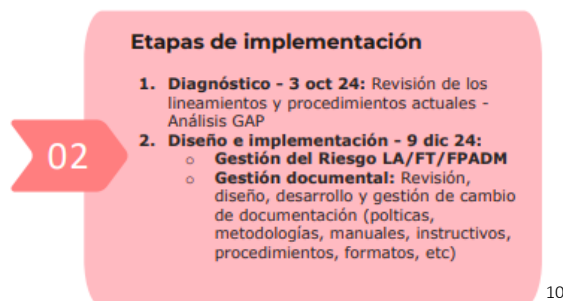 Etapas de implementación
1. Diagnóstico - 3 oct 24: Revisión de los
lineamientos y procedimientos actuales -
Análisis GAP
2. Diseño e implementación - 9 dic 24:
○ Gestión del Riesgo LA/FT/FPADM
○ Gestión documental: Revisión,
diseño, desarrollo y gestión de cambio
de documentación (polticas,
metodologías, manuales, instructivos,
procedimientos, formatos, etc)
02
10